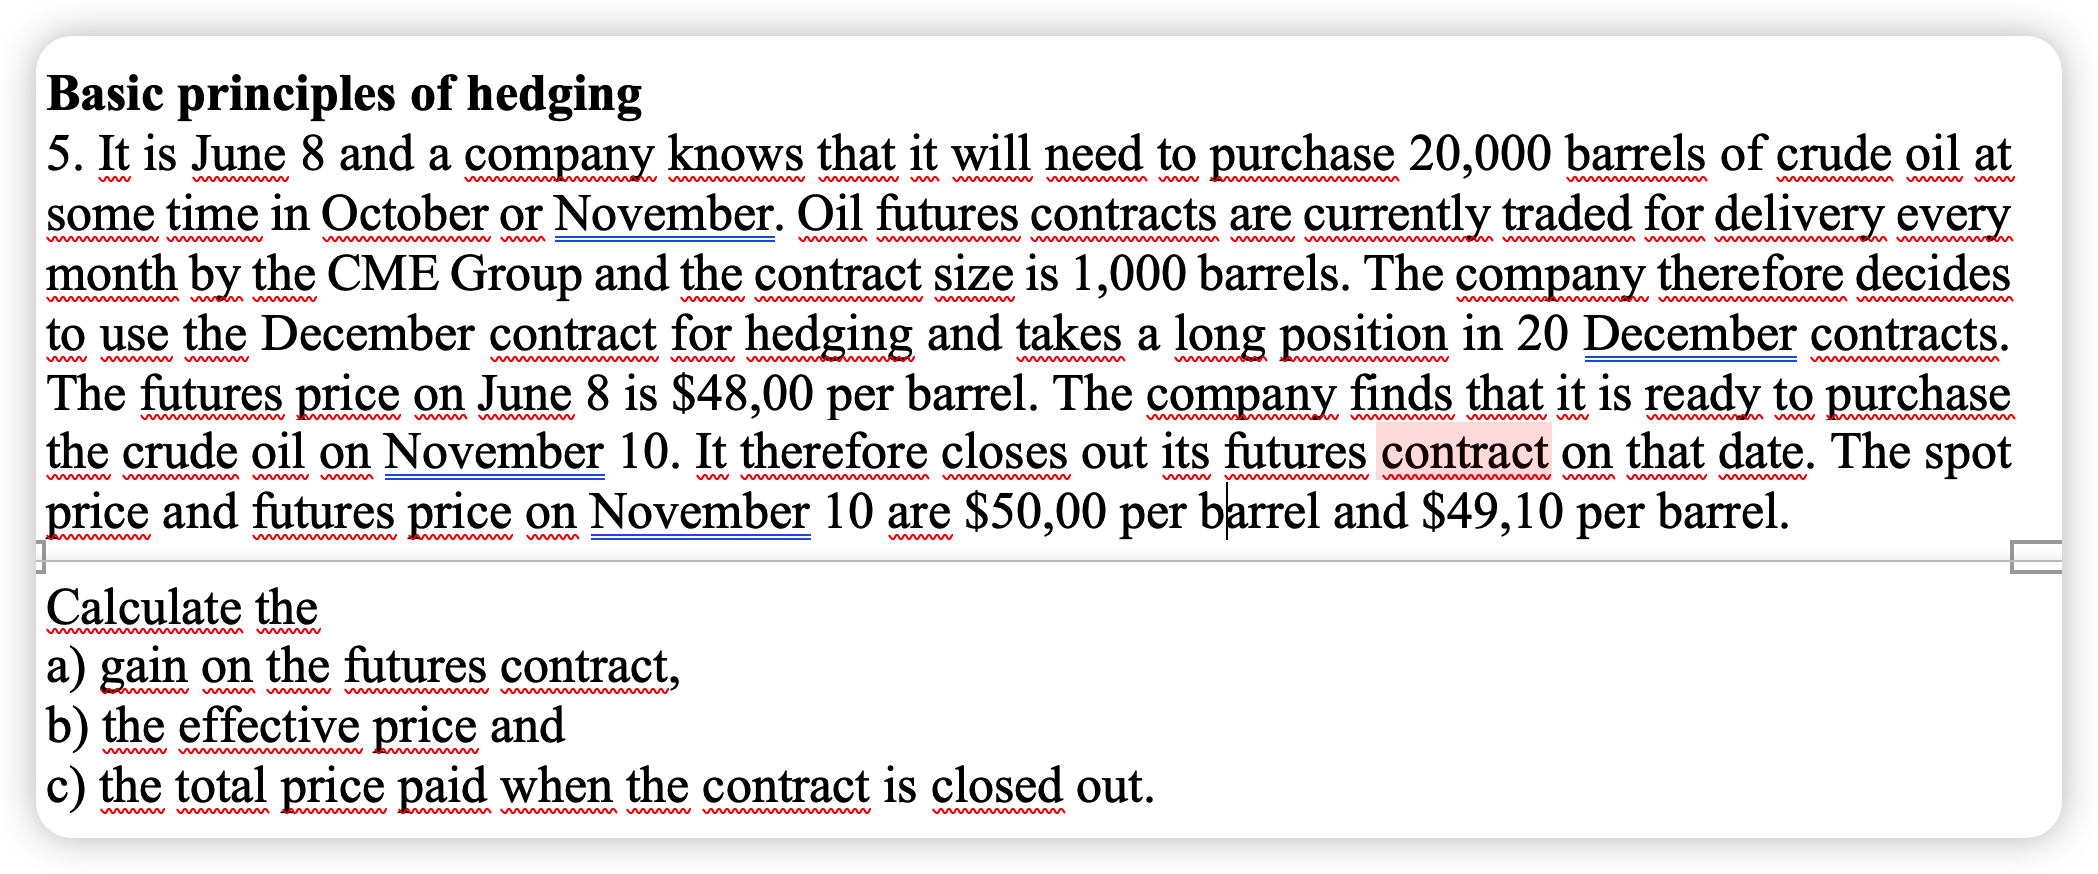 Basic principles of hedging
5. It is June 8 and a company knows that it will need to purchase 20,000 barrels of crude oil at
some time in October or November. Oil futures contracts are currently traded for delivery every
month by the CME Group and the contract size is 1,000 barrels. The company therefore decides
to use the December contract for hedging and takes a long position in 20 December contracts.
The futures price on June 8 is $48,00 per barrel. The company finds that it is ready to purchase
the crude oil on November 10. It therefore closes out its futures contract on that date. The spot
price and futures price on November 10 are $50,00 per barrel and $49,10 per barrel.
Calculate the
a) gain on the futures contract,
b) the effective price and
c) the total price paid when the contract is closed out.